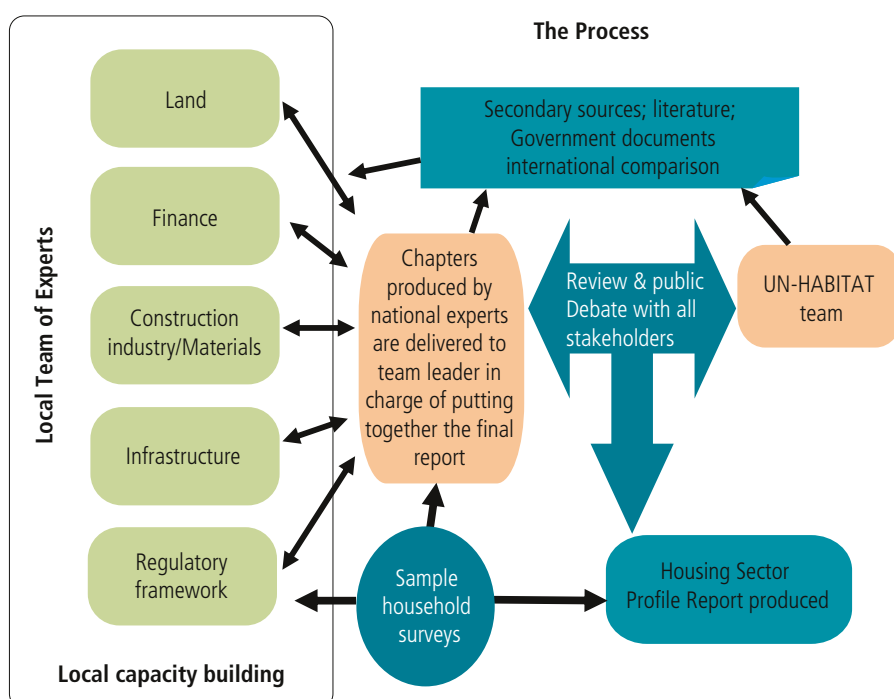 The Process
Local Team of Experts
Land
Finance
Construction
industry/Materials
Infrastructure
Regulatory
framework
Local capacity building
Secondary sources; literature;
Government documents
international comparison
Chapters
produced by
national experts
are delivered to
team leader in
charge of putting
together the final
report
Review & public
Debate with all
stakeholders
UN-HABITAT
team
Sample
household
surveys
Housing Sector
Profile Report produced